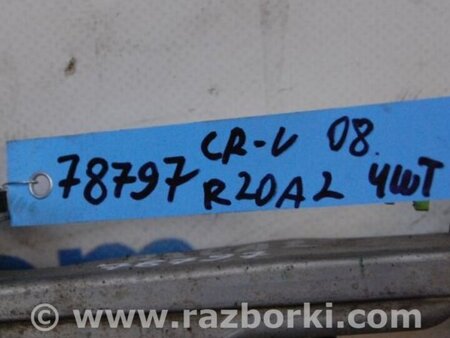 CR-V 08.
78797 R20A2 4шт
www.razborki.com